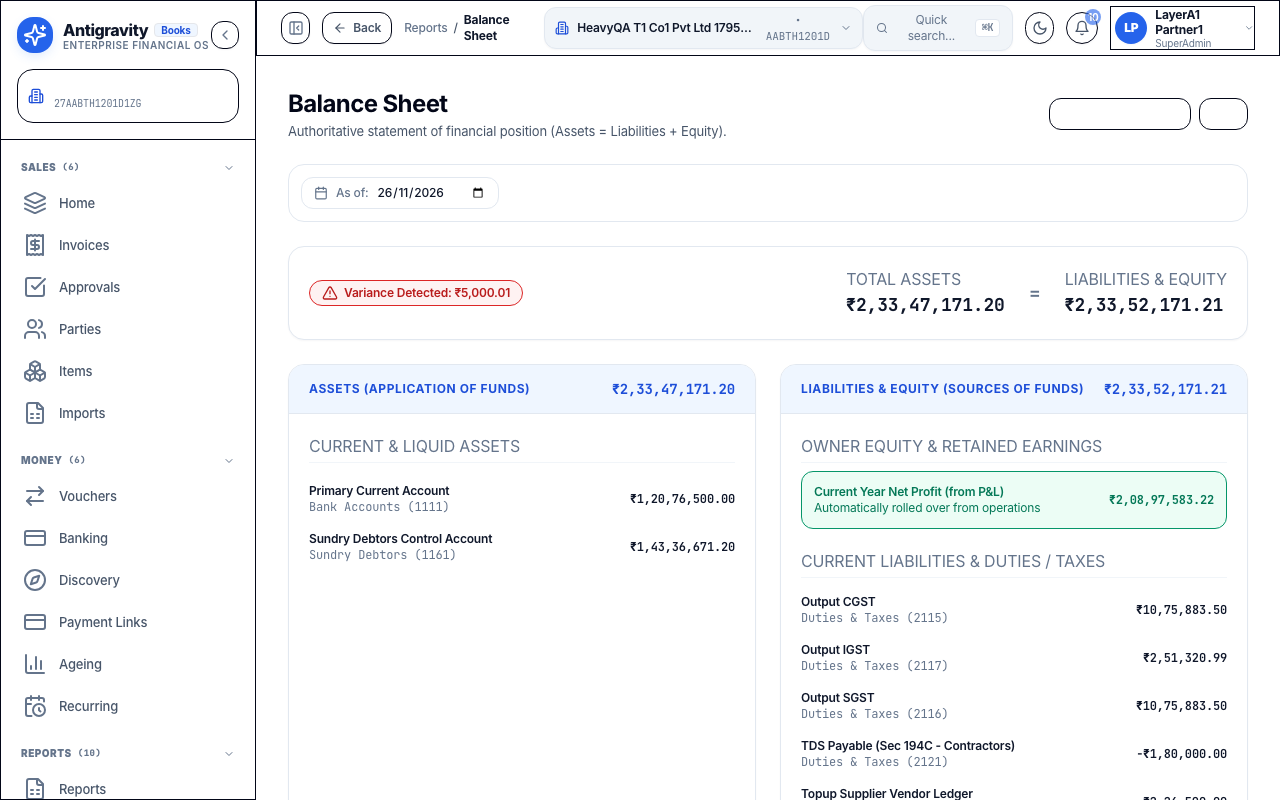 Antigravity Books
ENTERPRISE FINANCIAL OS
27AABTH1201D1ZG
SALES (6)
Home
Invoices
Approvals
Parties
Items
Imports
MONEY (6)
Vouchers
Banking
Discovery
Payment Links
Ageing
Recurring
REPORTS (10)
Reports
Back
Reports / Balance Sheet
HeavyQA T1 Co1 Pvt Ltd 1795...
• AABTH1201D
Quick search...
⌘K
LP
LayerA1 Partner1
SuperAdmin
Balance Sheet
Authoritative statement of financial position (Assets = Liabilities + Equity).
As of: 26/11/2026
Variance Detected: ₹5,000.01
TOTAL ASSETS
₹2,33,47,171.20
=
LIABILITIES & EQUITY
₹2,33,52,171.21
ASSETS (APPLICATION OF FUNDS) ₹2,33,47,171.20
CURRENT & LIQUID ASSETS
Primary Current Account
Bank Accounts (1111)
₹1,20,76,500.00
Sundry Debtors Control Account
Sundry Debtors (1161)
₹1,43,36,671.20
LIABILITIES & EQUITY (SOURCES OF FUNDS) ₹2,33,52,171.21
OWNER EQUITY & RETAINED EARNINGS
Current Year Net Profit (from P&L)
Automatically rolled over from operations
₹2,08,97,583.22
CURRENT LIABILITIES & DUTIES / TAXES
Output CGST
Duties & Taxes (2115)
₹10,75,883.50
Output IGST
Duties & Taxes (2117)
₹2,51,320.99
Output SGST
Duties & Taxes (2116)
₹10,75,883.50
TDS Payable (Sec 194C - Contractors)
Duties & Taxes (2121)
-₹1,80,000.00
Topup Supplier Vendor Ledger